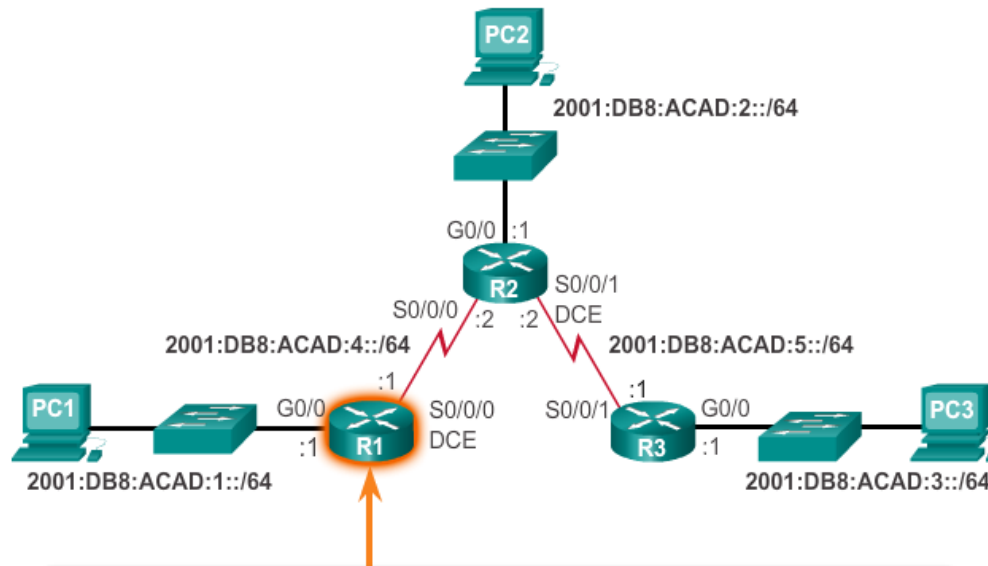 PC2
2001:DB8:ACAD:2::/64
G0/0 :1
R2
S0/0/0 S0/0/1
:2 :2 DCE
2001:DB8:ACAD:4::/64 2001:DB8:ACAD:5::/64
:1 :1
PC1 G0/0 S0/0/0 S0/0/1 G0/0 PC3
:1 R1 DCE R3 :1
2001:DB8:ACAD:1::/64 2001:DB8:ACAD:3::/64